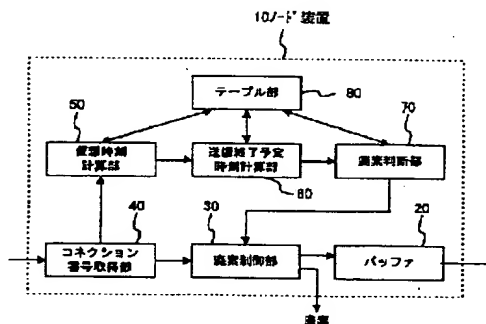 10ノード装置
テーブル部
80
50
70
仮想時刻
計算部
送信終了予定
時刻計算部
廃棄判断部
60
40
30
20
コネクション
番号取得部
廃棄制御部
バッファ
廃棄